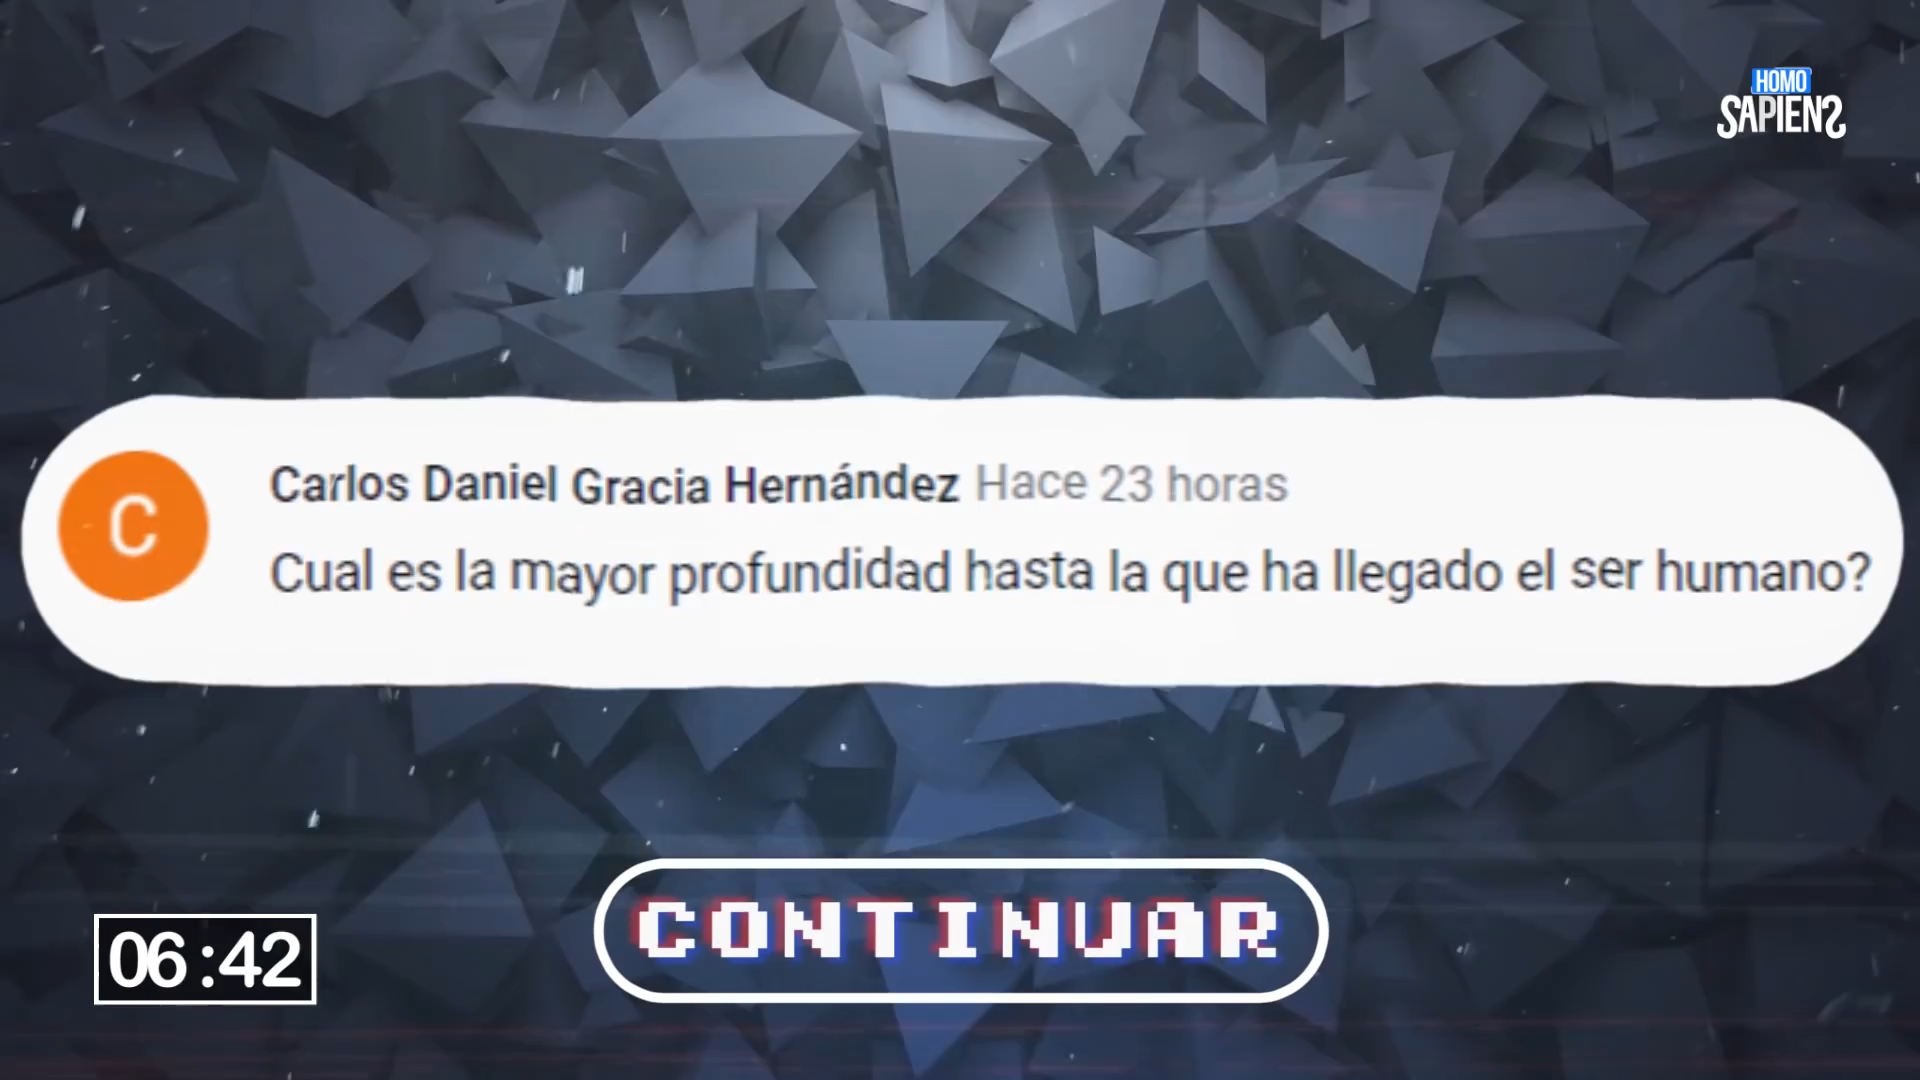 HOMO
SAPIENS
C
Carlos Daniel Gracia Hernández Hace 23 horas
Cual es la mayor profundidad hasta la que ha llegado el ser humano?
CONTINUAR
06:42